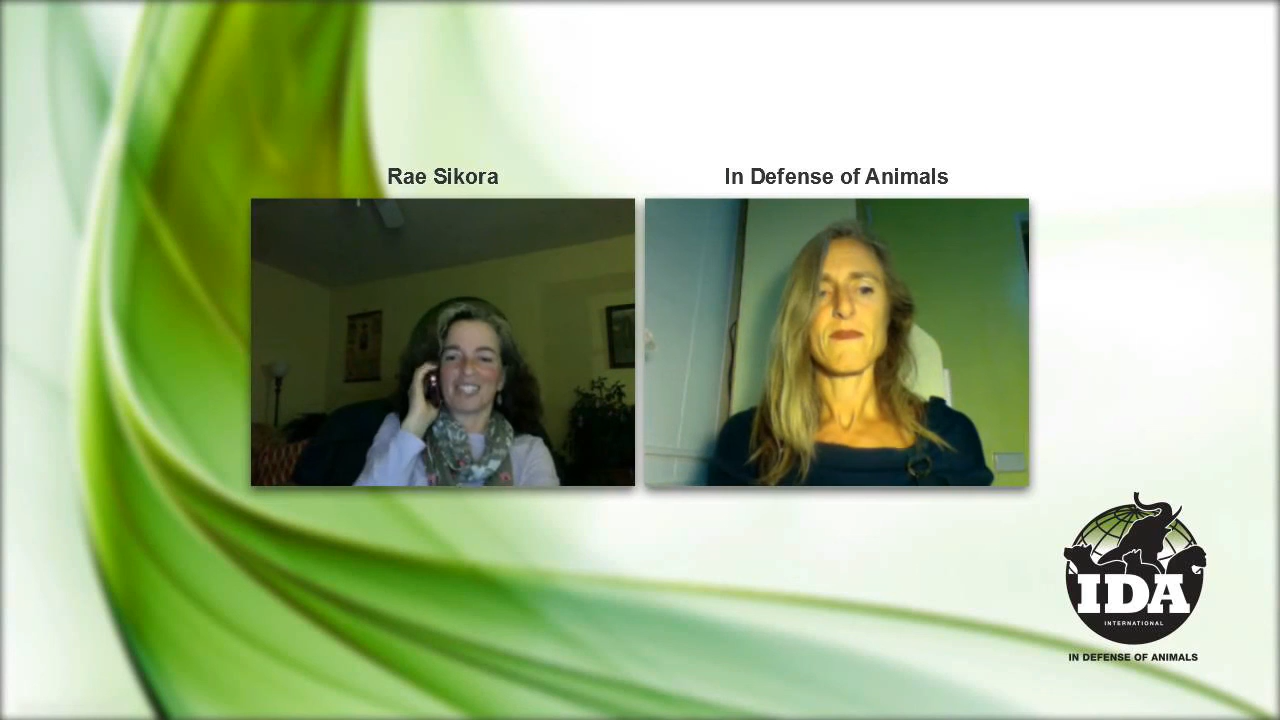 Rae Sikora
In Defense of Animals
IDA
INTERNATIONAL
IN DEFENSE OF ANIMALS